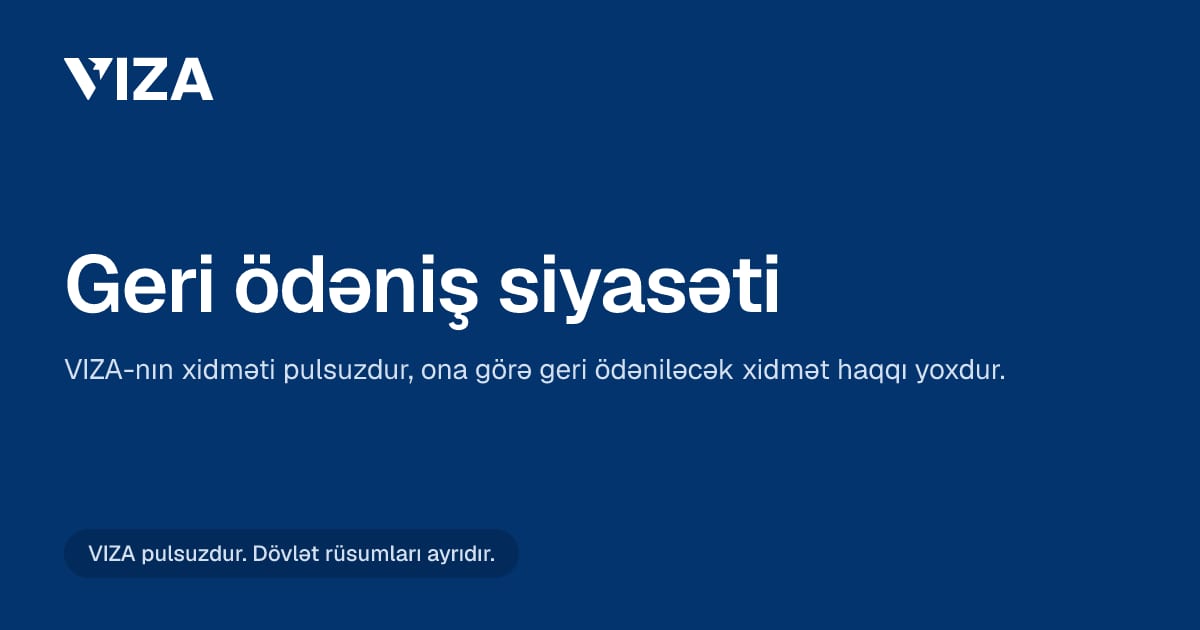 VIZA
Geri ödəniş siyasəti
VIZA-nın xidməti pulsuzdur, ona görə geri ödəniləcək xidmət haqqı yoxdur.
VIZA pulsuzdur. Dövlət rüsumları ayrıdır.